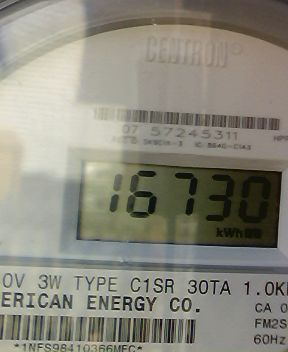 CENTRON
07 57245311
16730
kWh
0V 3W TYPE C1SR 30TA 1.0K
ERICAN ENERGY CO.
CA 0
FM2S
60Hz
*1NFS98410366MFC*